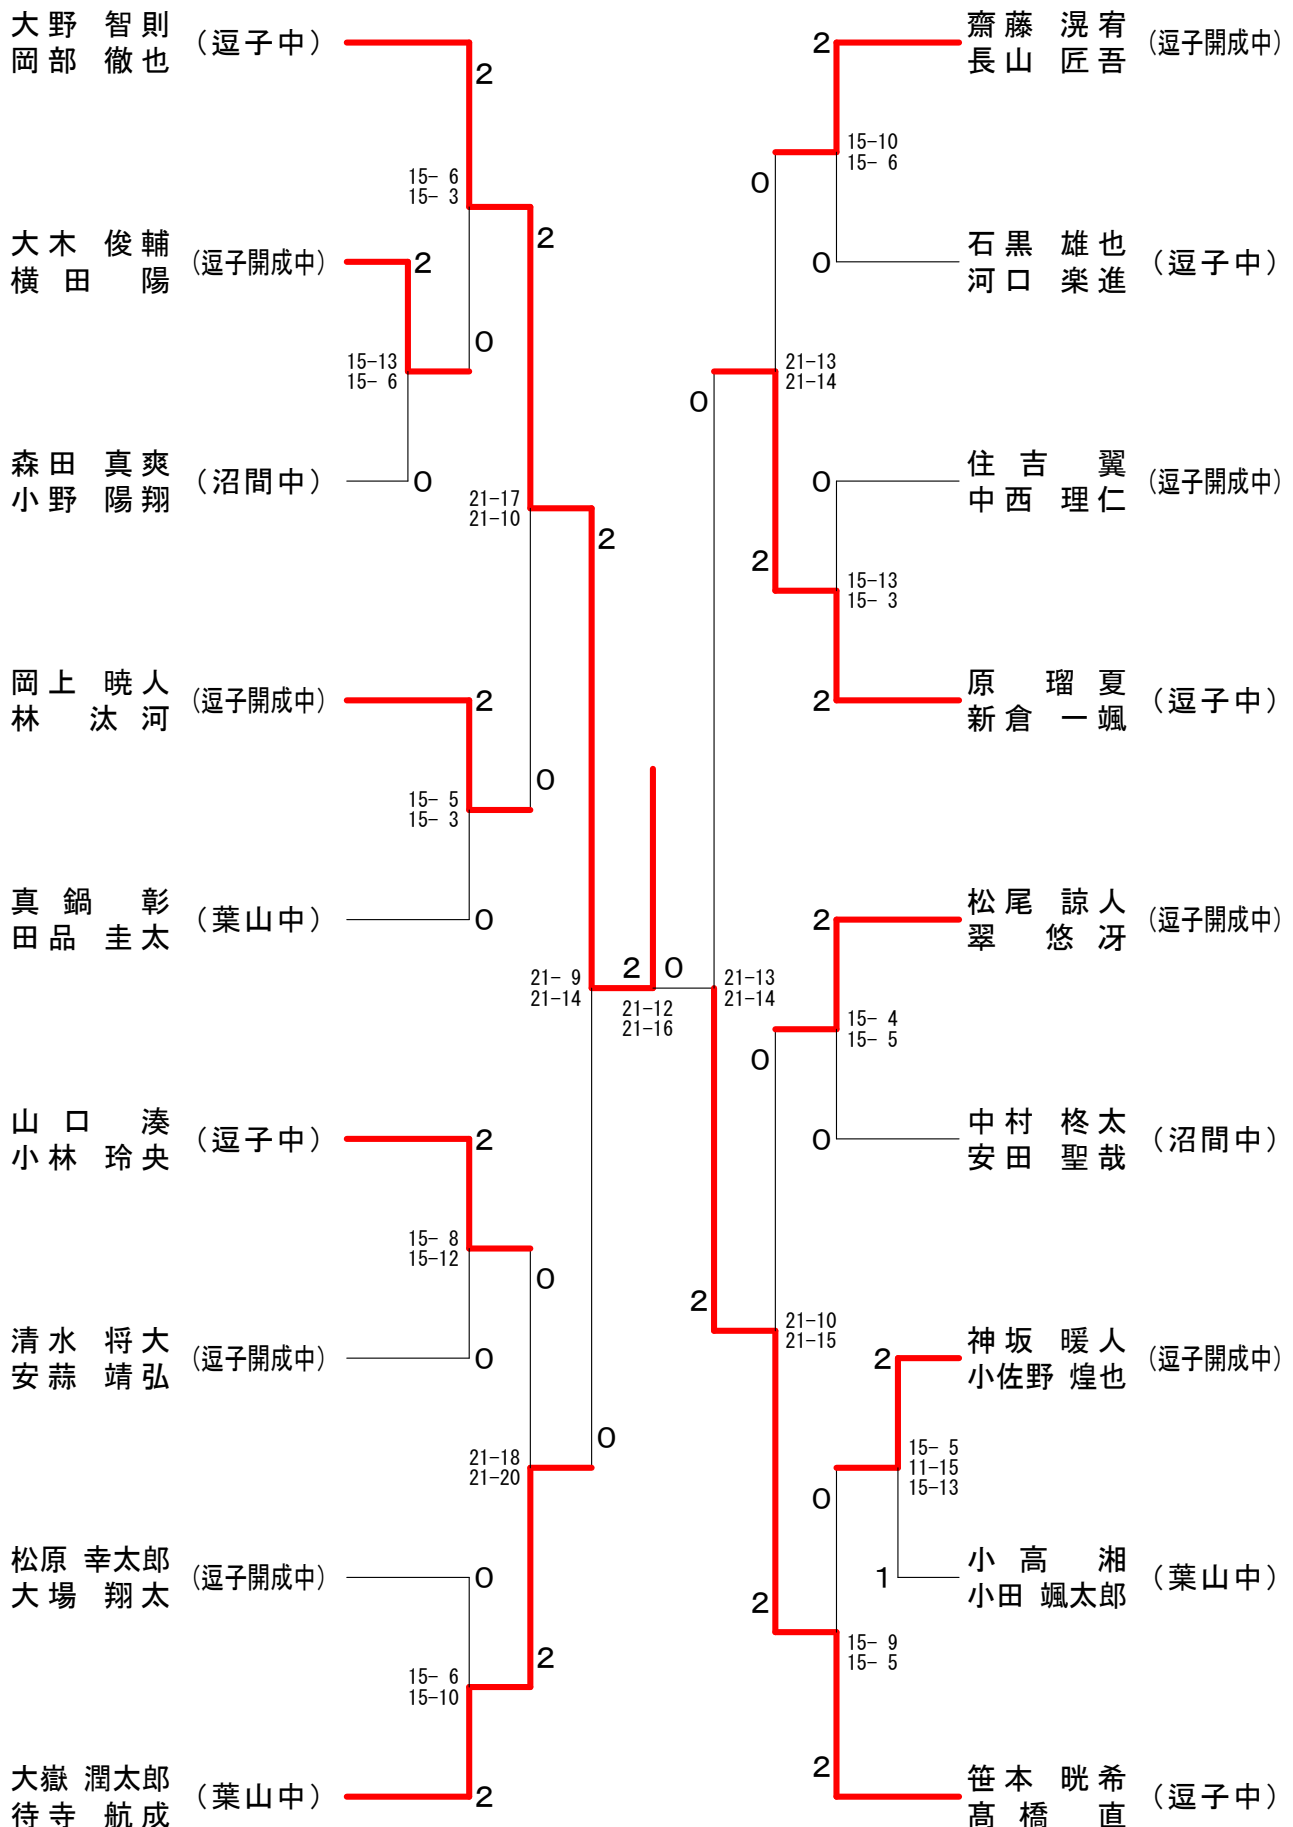 大野 智則
岡部 徹也
(逗子中)
2
15- 6
15- 3
2
大木 俊輔
横田 陽
(逗子開成中)
2
0
15-13
15- 6
森田 真爽
小野 陽翔
(沼間中)
0
21-17
21-10
2
岡上 暁人
林 汰河
(逗子開成中)
2
0
15- 5
15- 3
真鍋 彰
田品 圭太
(葉山中)
0
21- 9
21-14
2
0
21-12
21-16
山口 湊
小林 玲央
(逗子中)
2
15- 8
15-12
0
清水 将大
安蒜 靖弘
(逗子開成中)
0
0
21-18
21-20
松原 幸太郎
大場 翔太
(逗子開成中)
0
2
15- 6
15-10
大嶽 潤太郎
待寺 航成
(葉山中)
2
2
齋藤 滉宥
長山 匠吾
(逗子開成中)
15-10
15- 6
0
0
石黒 雄也
河口 楽進
(逗子中)
21-13
21-14
0
0
住吉 翼
中西 理仁
(逗子開成中)
2
15-13
15- 3
2
原 瑠夏
新倉 一颯
(逗子中)
2
松尾 諒人
翠 悠冴
(逗子開成中)
21-13
21-14
15- 4
15- 5
0
0
中村 柊太
安田 聖哉
(沼間中)
2
21-10
21-15
2
神坂 暖人
小佐野 煌也
(逗子開成中)
15- 5
11-15
15-13
0
1
小高 湘
小田 颯太郎
(葉山中)
2
15- 9
15- 5
2
笹本 晄希
髙橋 直
(逗子中)